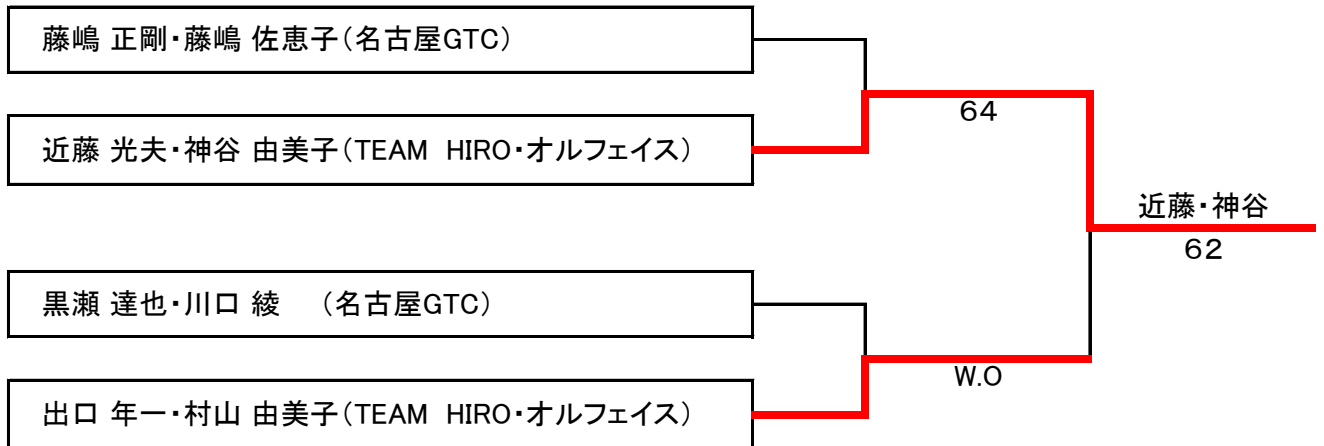 藤嶋 正剛・藤嶋 佐恵子（名古屋GTC）
64
近藤 光夫・神谷 由美子（TEAM　HIRO・オルフェイス）
近藤・神谷
62
黒瀬 達也・川口 綾　（名古屋GTC）
W.O
出口 年一・村山 由美子（TEAM　HIRO・オルフェイス）